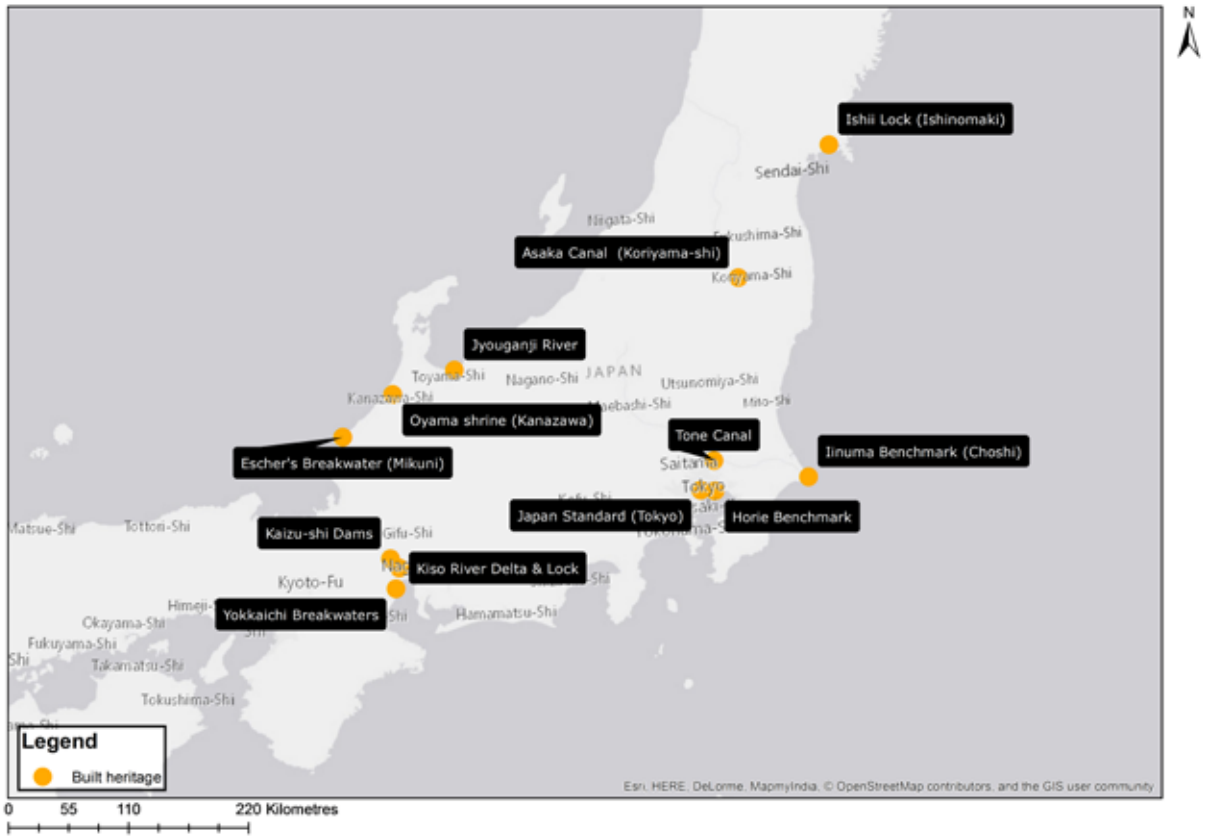 N
Ishii Lock (Ishinomaki)
Sendai-Shi
Niigata-Shi
Fukushima-Shi
Asaka Canal (Koriyama-shi)
Koriyama-Shi
Jyouganji River
Toyama-Shi
Nagano-Shi
JAPAN
Utsunomiya-Shi
Kanazawa-Shi
Maebashi-Shi
Mito-Shi
Oyama shrine (Kanazawa)
Tone Canal
Escher's Breakwater (Mikuni)
Saitama
Iinuma Benchmark (Choshi)
Tokyo
Japan Standard (Tokyo)
Horie Benchmark
Matsue-Shi
Tottori-Shi
Kaizu-shi Dams
Gifu-Shi
Kiso River Delta & Lock
Kyoto-Fu
Yokkaichi Breakwaters
Hamamatsu-Shi
Okayama-Shi
Fukuyama-Shi
Shi
Takamatsu-Shi
Tokushima-Shi
Legend
Built heritage
Esri, HERE, DeLorme, MapmyIndia, © OpenStreetMap contributors, and the GIS user community
0 55 110 220 Kilometres